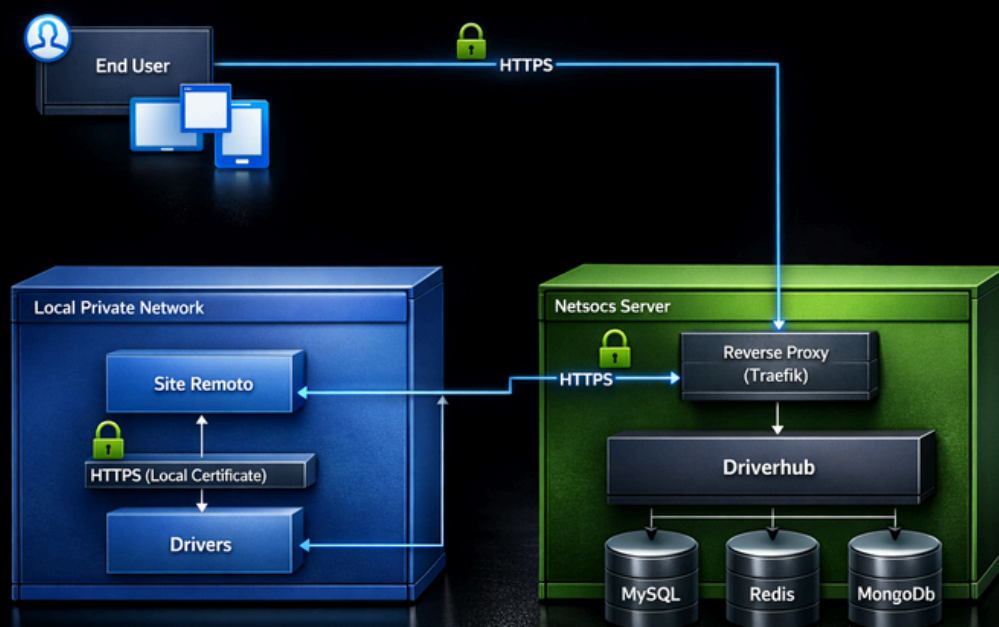 End User
HTTPS
Local Private Network
Site Remoto
HTTPS (Local Certificate)
Drivers
Netsocs Server
HTTPS
Reverse Proxy
(Traefik)
Driverhub
MySQL
Redis
MongoDb